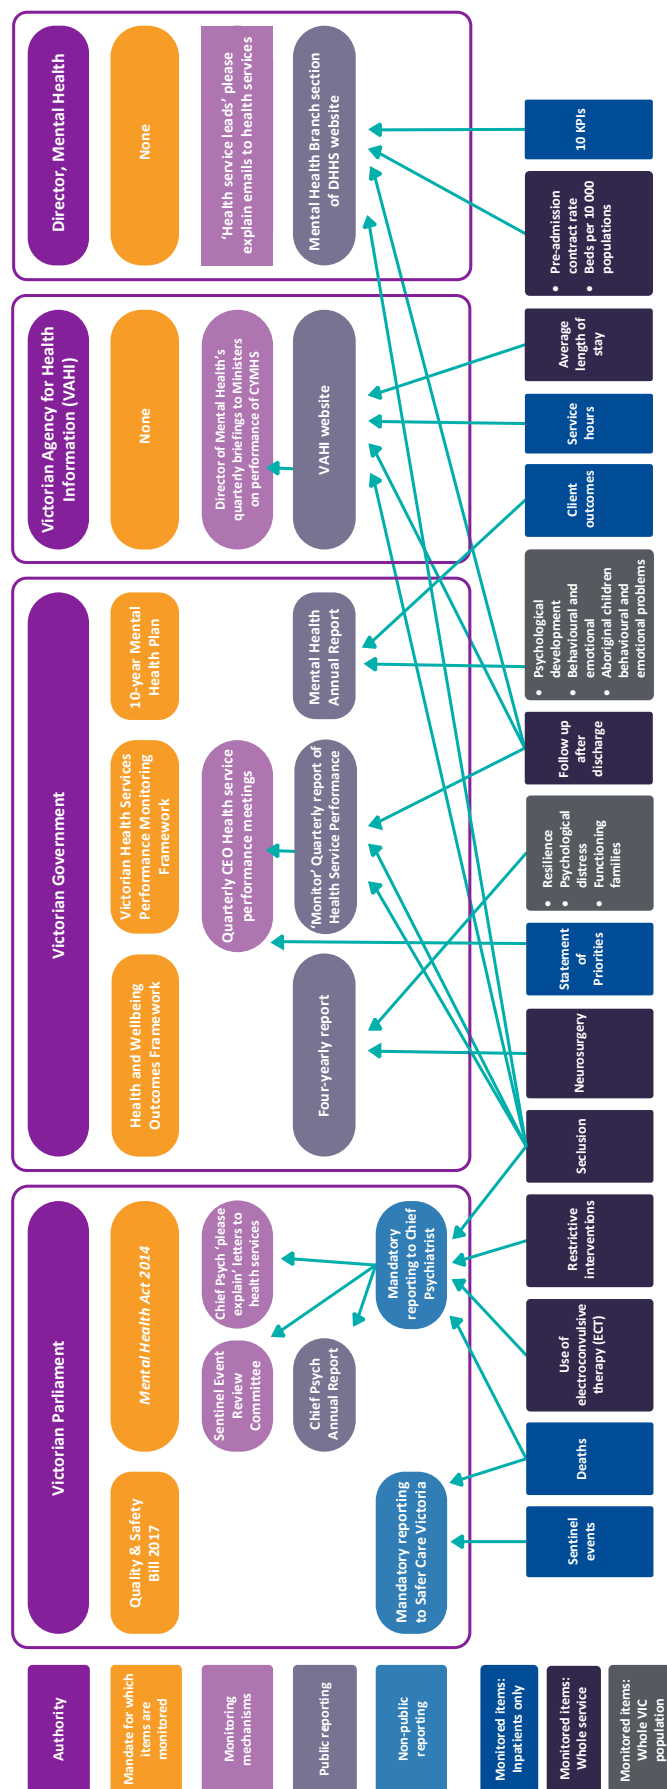 Authority
Victorian Parliament
Victorian Government
Victorian Agency for Health
Information (VAHI)
Director, Mental Health
Mandate for which
items are
monitored
Quality & Safety
Bill 2017
Mental Health Act 2014
Health and Wellbeing
Outcomes Framework
Victorian Health Services
Performance Monitoring
Framework
10-year Mental
Health Plan
None
None
Monitoring
mechanisms
Sentinel Event
Review
Committee
Chief Psych ‘please
explain’ letters to
health services
Quarterly CEO Health service
performance meetings
Director of Mental Health’s
quarterly briefings to Ministers
on performance of CYMHS
‘Health service leads’ please
explain emails to health services
Public reporting
Chief Psych
Annual Report
Four-yearly report
‘Monitor’ Quarterly report of
Health Service Performance
Mental Health
Annual Report
VAHI website
Mental Health Branch section
of DHHS website
Non-public
reporting
Mandatory reporting
to Safer Care Victoria
Mandatory
reporting to Chief
Psychiatrist
Monitored items:
Inpatients only
Monitored items:
Whole service
Monitored items:
Whole VIC
population
Sentinel
events
Deaths
Use of
electroconvulsive
therapy (ECT)
Restrictive
interventions
Seclusion
Neurosurgery
Statement
of
Priorities
• Resilience
• Psychological
distress
• Functioning
families
Follow up
after
discharge
• Psychological
development
• Behavioural and
emotional
• Aboriginal children
behavioural and
emotional problems
Client
outcomes
Service
hours
Average
length of
stay
• Pre-admission
contract rate
• Beds per 10 000
populations
10 KPIs